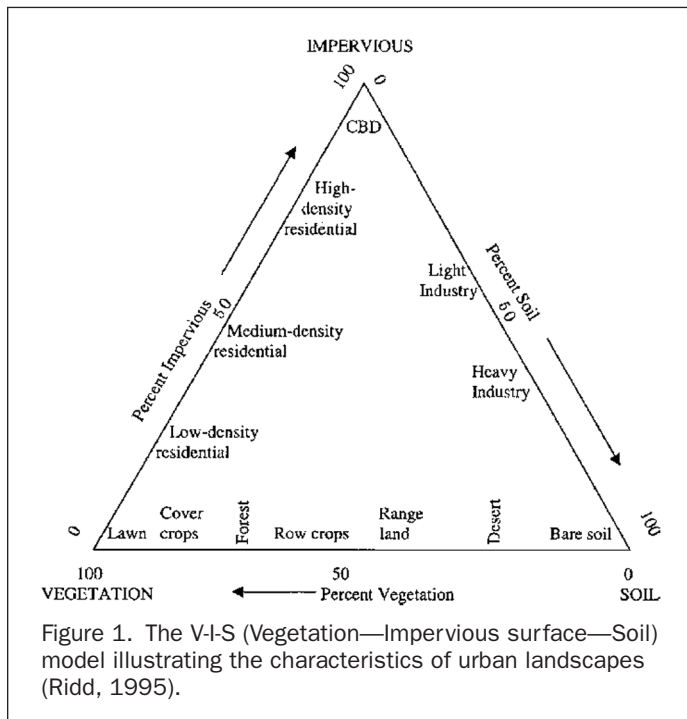 IMPERVIOUS
100
0
CBD
High-
density
residential
Percent Impervious
50
Light
Industry
Percent Soil
50
Medium-density
residential
Heavy
Industry
Low-density
residential
0
Lawn
Cover
crops
Forest
Row crops
Range
land
Desert
Bare soil
100
100
50
0
VEGETATION
Percent Vegetation
SOIL
Figure 1. The V-I-S (Vegetation—Impervious surface—Soil)
model illustrating the characteristics of urban landscapes
(Ridd, 1995).